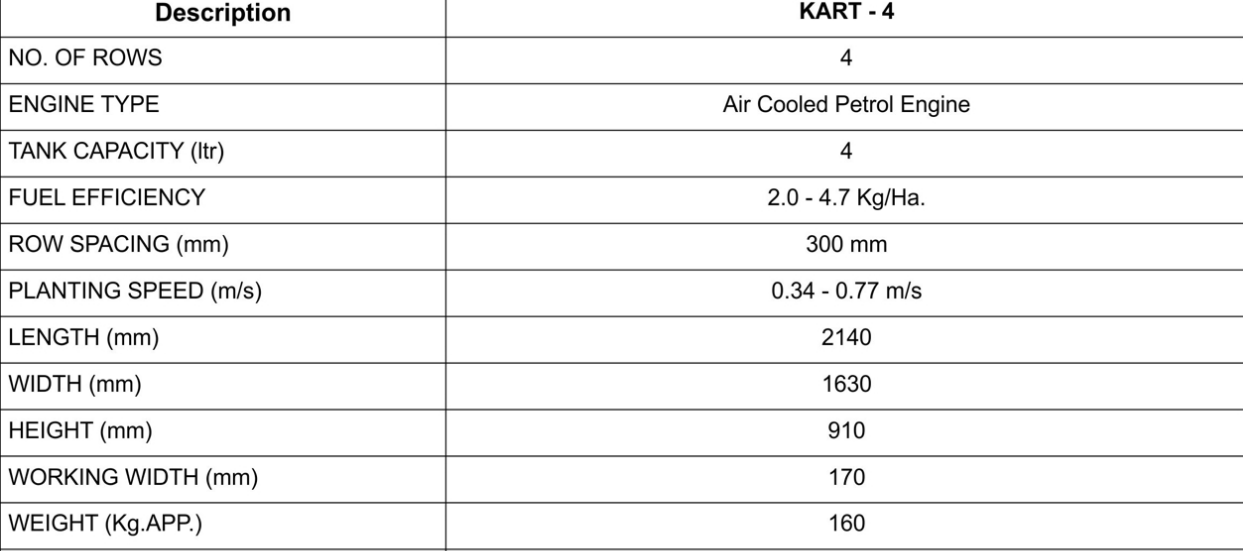 Description KART - 4
NO. OF ROWS 4
ENGINE TYPE Air Cooled Petrol Engine
TANK CAPACITY (ltr) 4
FUEL EFFICIENCY 2.0 - 4.7 Kg/Ha.
ROW SPACING (mm) 300 mm
PLANTING SPEED (m/s) 0.34 - 0.77 m/s
LENGTH (mm) 2140
WIDTH (mm) 1630
HEIGHT (mm) 910
WORKING WIDTH (mm) 170
WEIGHT (Kg.APP.) 160